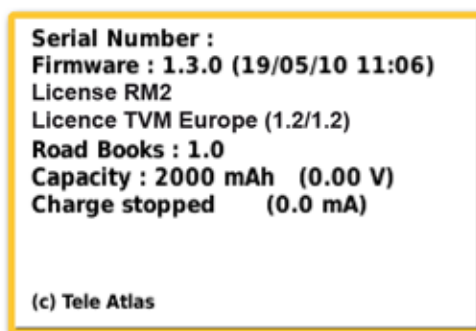 Serial Number :
Firmware : 1.3.0 (19/05/10 11:06)
License RM2
Licence TVM Europe (1.2/1.2)
Road Books : 1.0
Capacity : 2000 mAh (0.00 V)
Charge stopped (0.0 mA)
(c) Tele Atlas